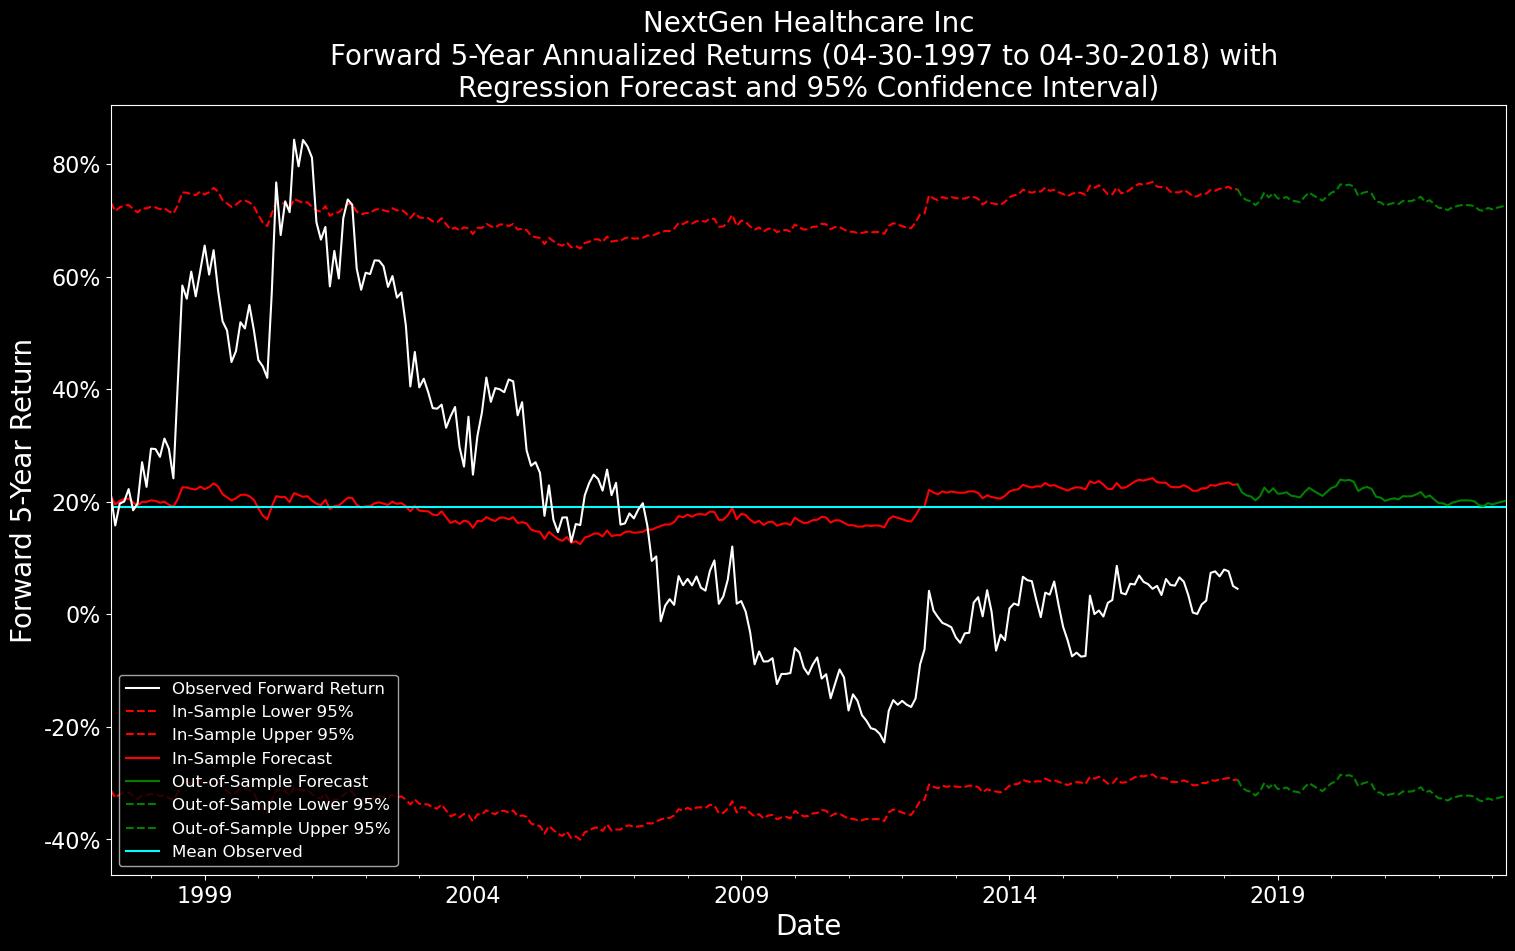 NextGen Healthcare Inc
Forward 5-Year Annualized Returns (04-30-1997 to 04-30-2018) with
Regression Forecast and 95% Confidence Interval)
Forward 5-Year Return
80%
60%
40%
20%
0%
-20%
-40%
Observed Forward Return
In-Sample Lower 95%
In-Sample Upper 95%
In-Sample Forecast
Out-of-Sample Forecast
Out-of-Sample Lower 95%
Out-of-Sample Upper 95%
Mean Observed
1999
2004
2009
2014
2019
Date